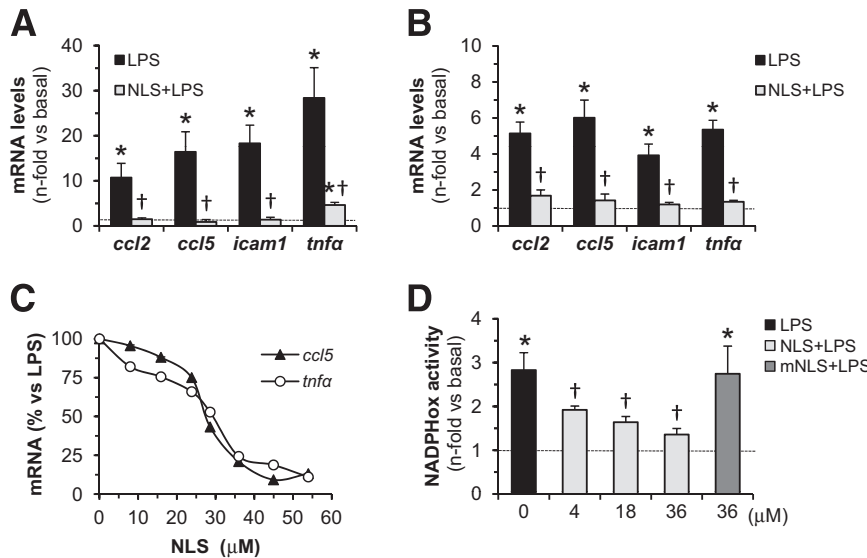 A
mRNA levels
(n-fold vs basal)
40
30
20
10
0
LPS
NLS+LPS
*
†
*
†
*
†
*
*†
ccl2 ccl5 icam1 tnfα
B
mRNA levels
(n-fold vs basal)
10
8
6
4
2
0
LPS
NLS+LPS
*
†
*
†
*
†
*
†
ccl2 ccl5 icam1 tnfα
C
mRNA (% vs LPS)
100
75
50
25
0
ccl5
tnfα
0 10 20 30 40 50 60
NLS (μM)
D
NADPHox activity
(n-fold vs basal)
4
3
2
1
0
LPS
NLS+LPS
mNLS+LPS
*
†
†
†
*
0 4 18 36 36 (μM)